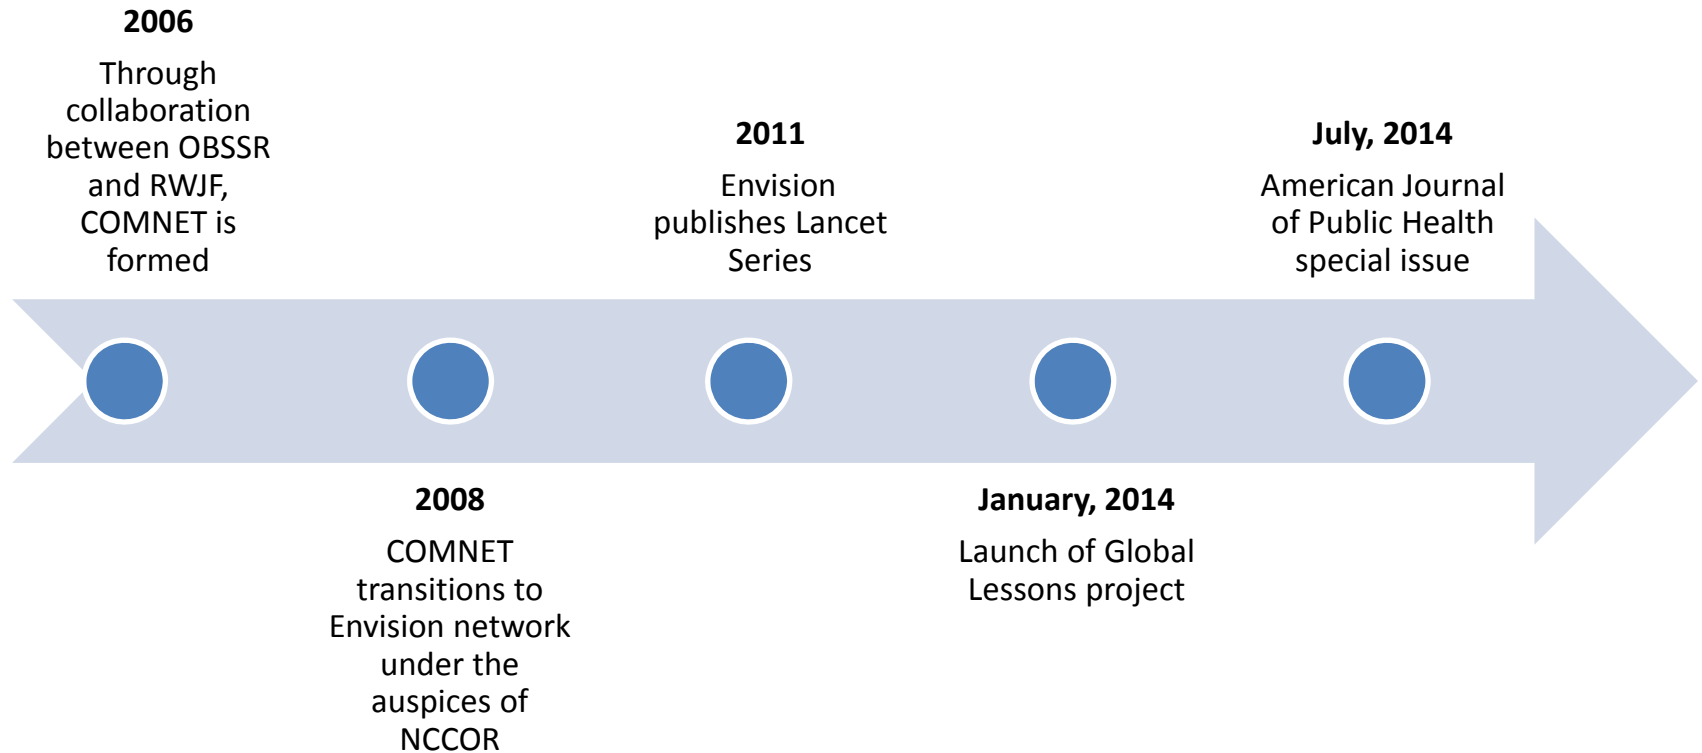 2006
Through
collaboration
between OBSSR
and RWJF,
COMNET is
formed
2008
COMNET
transitions to
Envision network
under the
auspices of
NCCOR
2011
Envision
publishes Lancet
Series
January, 2014
Launch of Global
Lessons project
July, 2014
American Journal
of Public Health
special issue